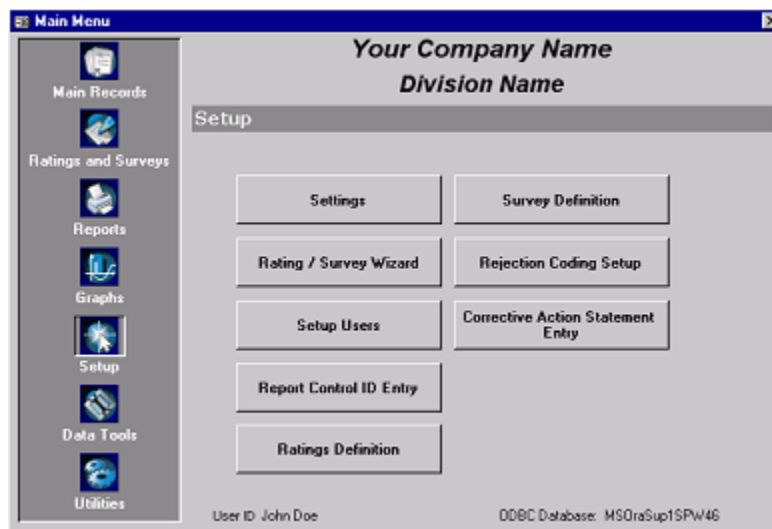 Main Menu
Your Company Name
Division Name
Setup
Main Records
Ratings and Surveys
Reports
Graphs
Setup
Data Tools
Utilities
Settings
Survey Definition
Rating / Survey Wizard
Rejection Coding Setup
Setup Users
Corrective Action Statement
Entry
Report Control ID Entry
Ratings Definition
User ID John Doe
ODBC Database: MSOraSup1SPW46